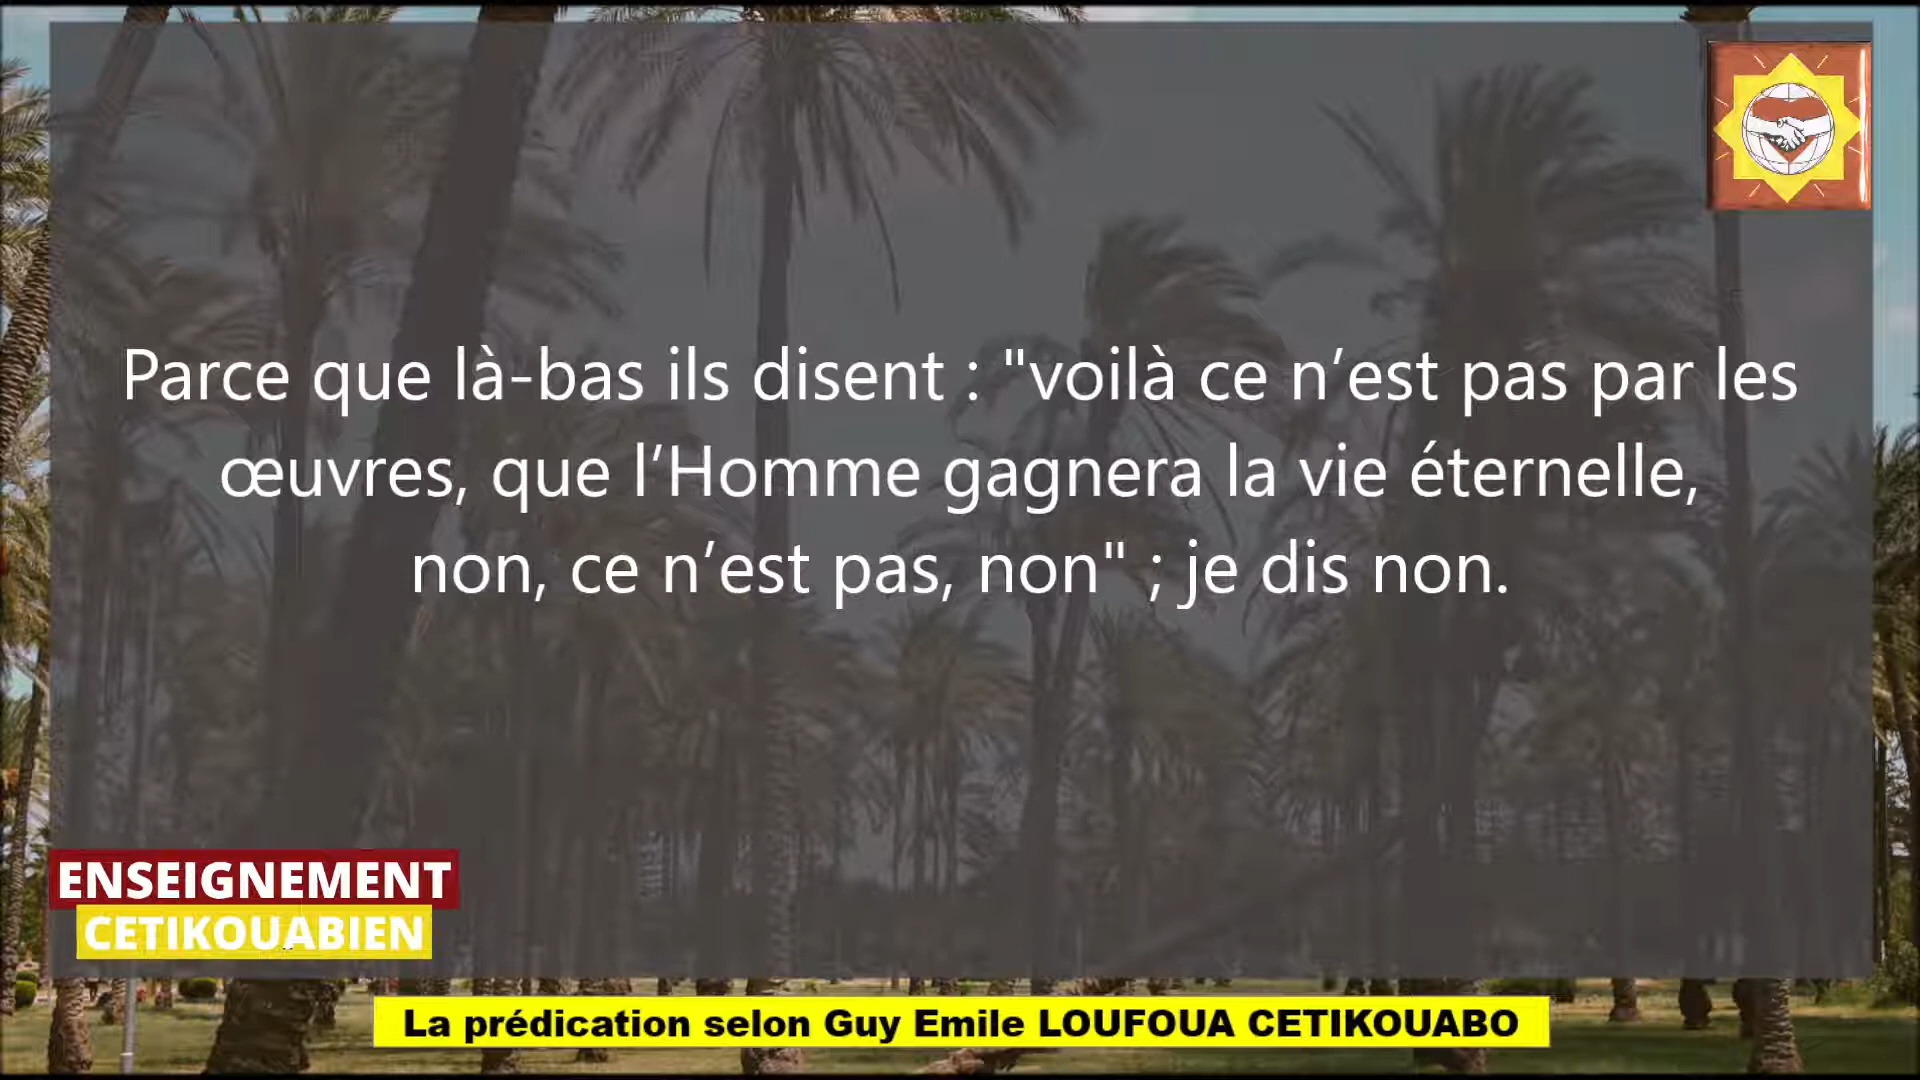 Parce que là-bas ils disent : "voilà ce n’est pas par les
œuvres, que l’Homme gagnera la vie éternelle,
non, ce n’est pas, non" ; je dis non.
ENSEIGNEMENT
CETIKOUABIEN
La prédication selon Guy Emile LOUFOUA CETIKOUABO